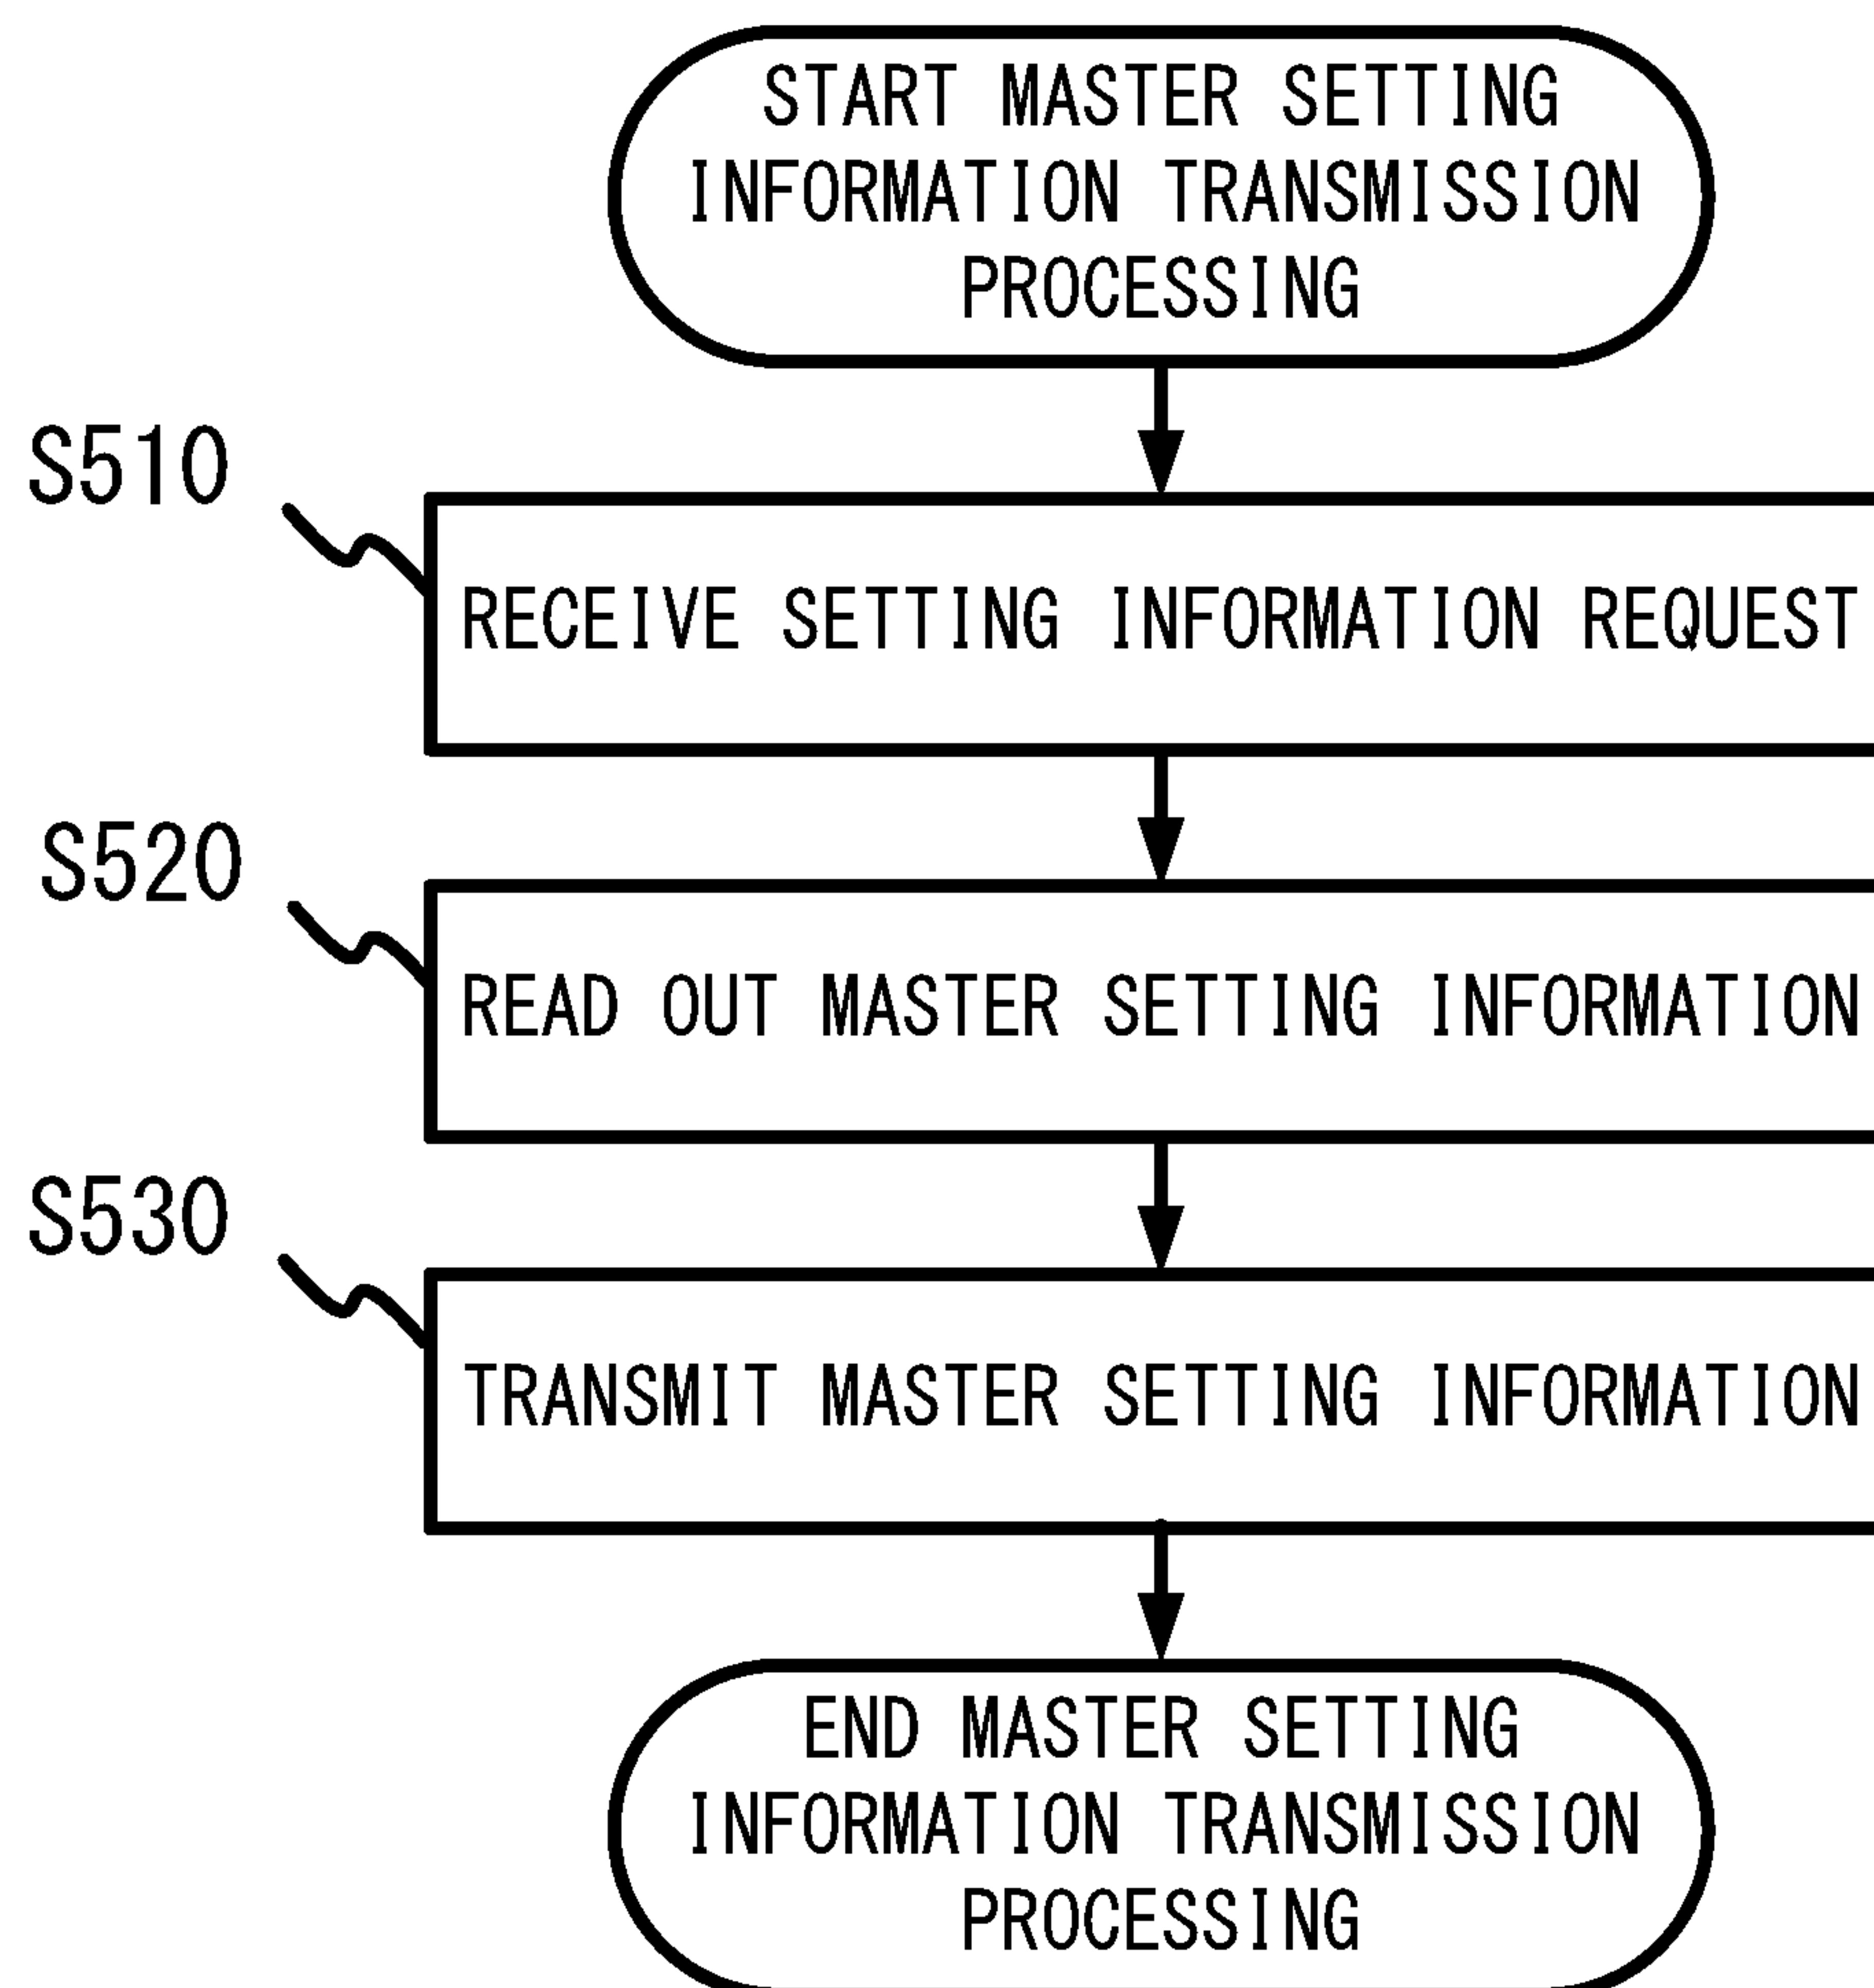 START MASTER SETTING
INFORMATION TRANSMISSION
PROCESSING
S510
RECEIVE SETTING INFORMATION REQUEST
S520
READ OUT MASTER SETTING INFORMATION
S530
TRANSMIT MASTER SETTING INFORMATION
END MASTER SETTING
INFORMATION TRANSMISSION
PROCESSING